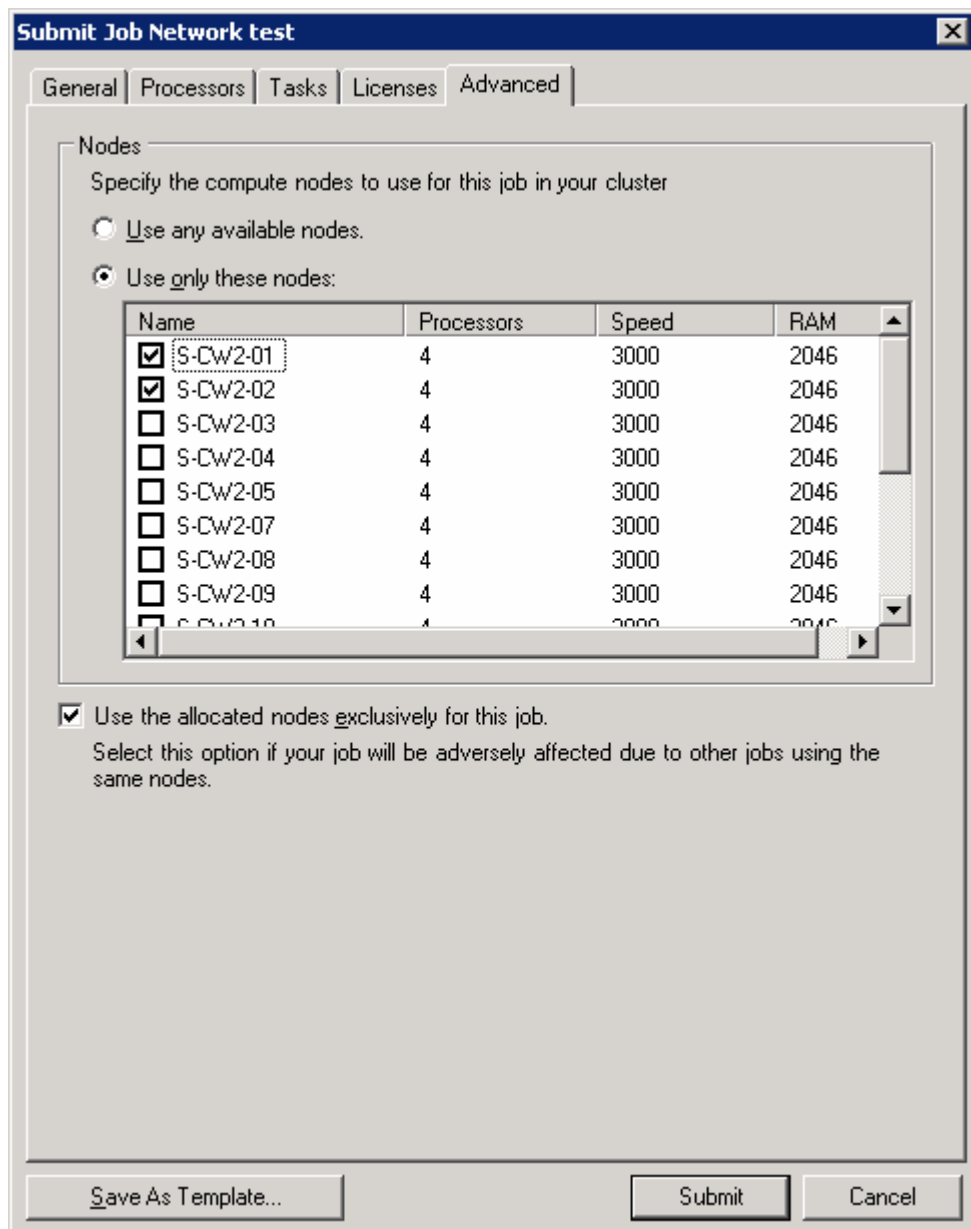 Submit Job Network test
General Processors Tasks Licenses Advanced
Nodes
Specify the compute nodes to use for this job in your cluster
Use any available nodes.
Use only these nodes:
Name Processors Speed RAM
S-CW2-01 4 3000 2046
S-CW2-02 4 3000 2046
S-CW2-03 4 3000 2046
S-CW2-04 4 3000 2046
S-CW2-05 4 3000 2046
S-CW2-07 4 3000 2046
S-CW2-08 4 3000 2046
S-CW2-09 4 3000 2046
Use the allocated nodes exclusively for this job.
Select this option if your job will be adversely affected due to other jobs using the
same nodes.
Save As Template... Submit Cancel